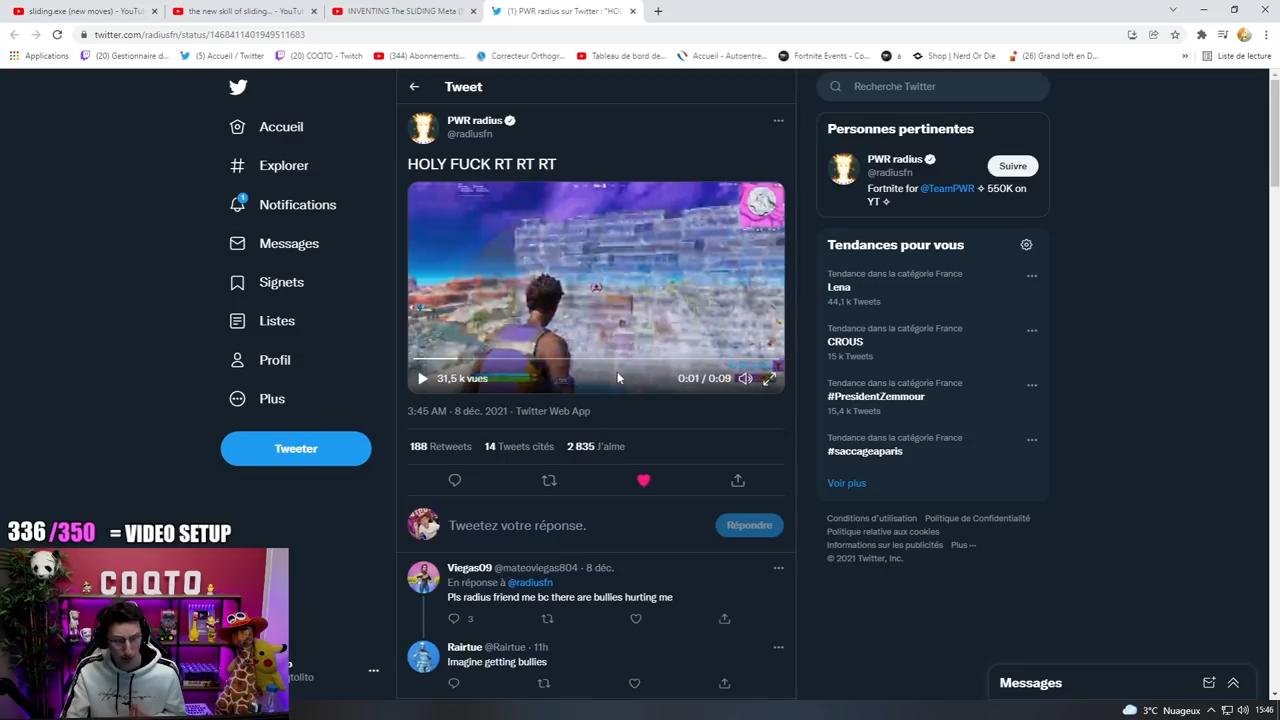 sliding.exe (new moves) - YouTu
the new skill of sliding... - YouTu
INVENTING The SLIDING Meta (
(1) PWR radius sur Twitter : "HOL
twitter.com/radiusfn/status/1468411401949511683
Applications
(20) Gestionnaire d...
(5) Accueil / Twitter
(20) COQTO - Twitch
(344) Abonnements...
Correcteur Orthogr...
Tableau de bord de...
Accueil - Autoentre...
Fortnite Events - Co...
a
Shop | Nerd Or Die
(26) Grand loft en D...
»
Liste de lecture
Accueil
Explorer
1
Notifications
Messages
Signets
Listes
Profil
Plus
Tweeter
Tweet
PWR radius
@radiusfn
HOLY FUCK RT RT RT
31,5 k vues
0:01 / 0:09
3:45 AM · 8 déc. 2021 · Twitter Web App
188 Retweets 14 Tweets cités 2 835 J'aime
Tweetez votre réponse.
Répondre
Viegas09 @mateoviegas804 · 8 déc.
En réponse à @radiusfn
Pls radius friend me bc there are bullies hurting me
3
Rairtue @Rairtue · 11h
Imagine getting bullies
Recherche Twitter
Personnes pertinentes
PWR radius
@radiusfn
Suivre
Fortnite for @TeamPWR ✧ 550K on
YT ✧
Tendances pour vous
Tendance dans la catégorie France
Lena
44,1 k Tweets
Tendance dans la catégorie France
CROUS
15 k Tweets
Tendance dans la catégorie France
#PresidentZemmour
15,4 k Tweets
Tendance dans la catégorie France
#saccageaparis
Voir plus
Conditions d'utilisation Politique de Confidentialité
Politique relative aux cookies
Informations sur les publicités Plus ···
© 2021 Twitter, Inc.
336/350 = VIDEO SETUP
COQTO
ntolito
Messages
3°C Nuageux
15:46